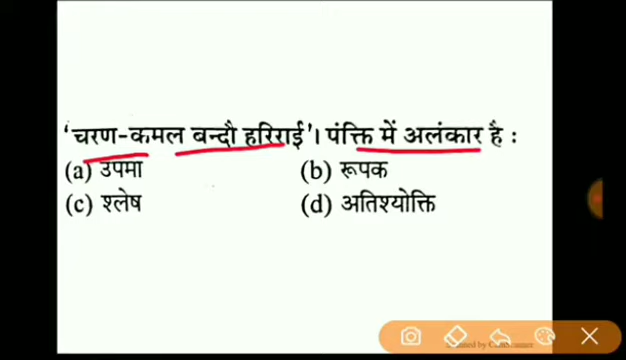 'चरण-कमल बन्दौ हरिराई'। पंक्ति में अलंकार है :
(a) उपमा (b) रूपक
(c) श्लेष (d) अतिश्योक्ति